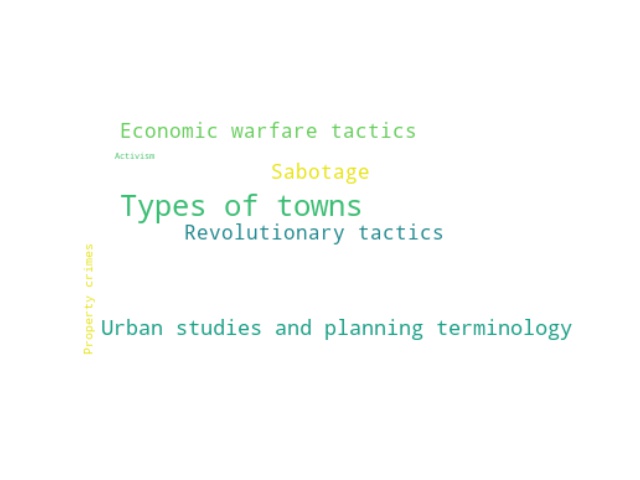 Economic warfare tactics
Activism
Sabotage
Types of towns
Revolutionary tactics
Property crimes
Urban studies and planning terminology